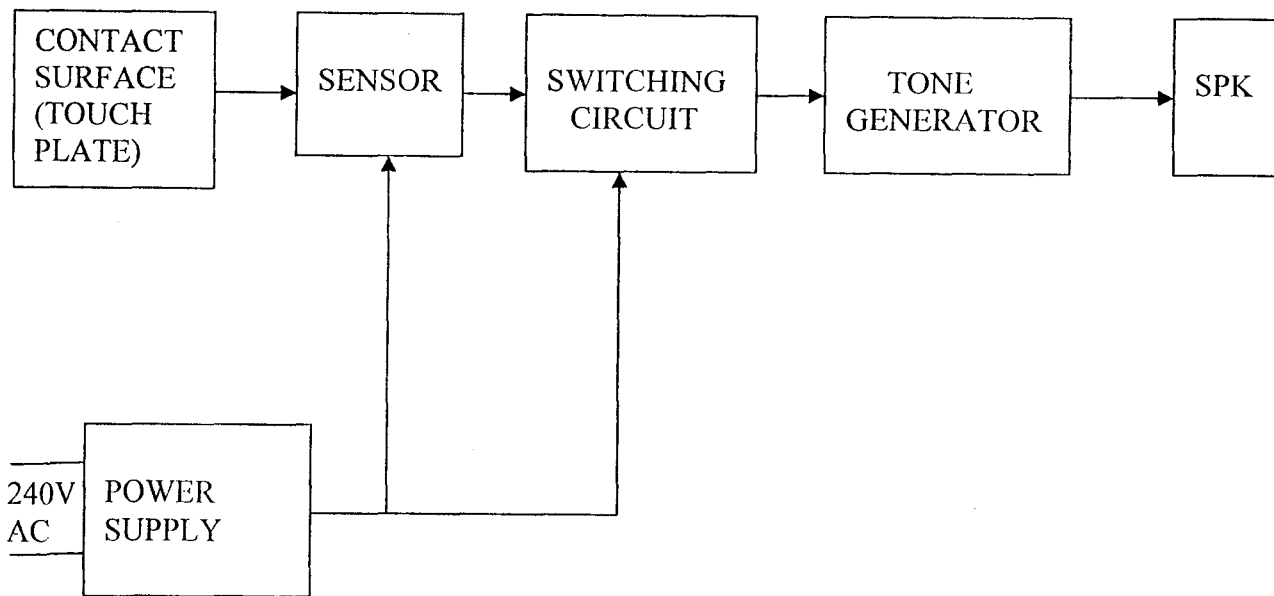 CONTACT
SURFACE
(TOUCH
PLATE)
SENSOR
SWITCHING
CIRCUIT
TONE
GENERATOR
SPK
240V
AC
POWER
SUPPLY